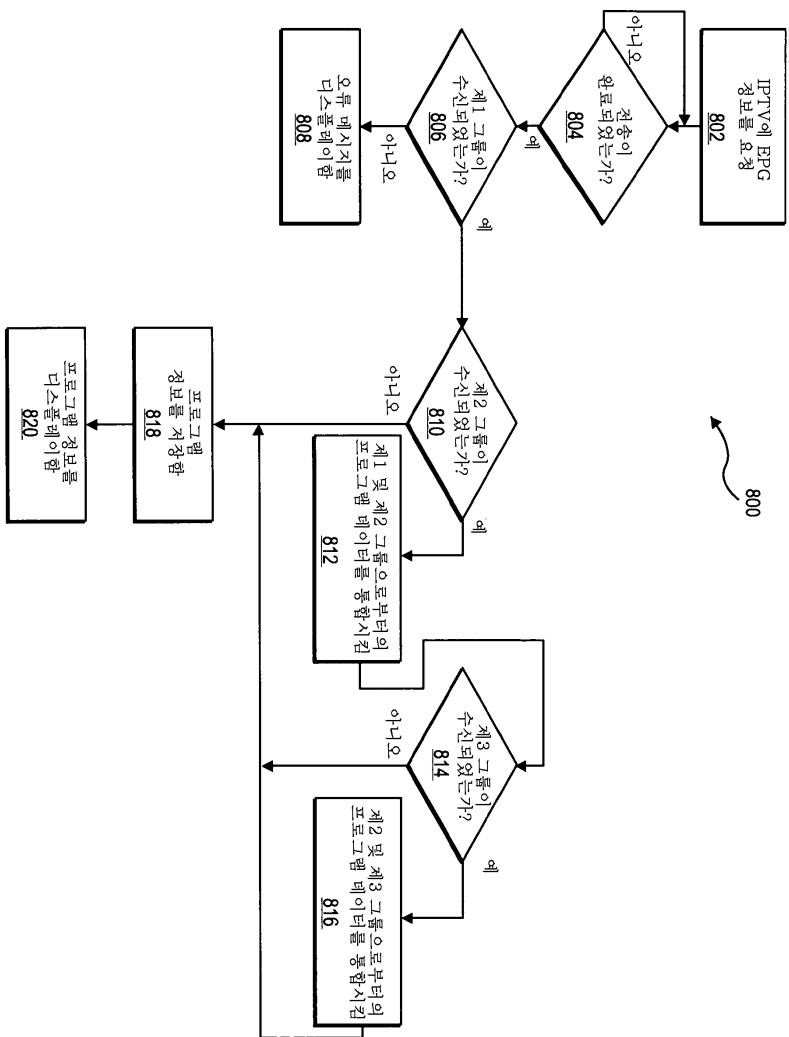 800
IPTV에 EPG
정보를 요청
802
전송이
완료되었는가?
804
아니오
예
제1 그룹이
수신되었는가?
806
예
아니오
오류 메시지를
디스플레이함
808
제2 그룹이
수신되었는가?
810
예
아니오
제1 및 제2 그룹으로부터의
프로그램 데이터를 통합시킴
812
제3 그룹이
수신되었는가?
814
예
아니오
제2 및 제3 그룹으로부터의
프로그램 데이터를 통합시킴
816
프로그램
정보를 저장함
818
프로그램 정보를
디스플레이함
820